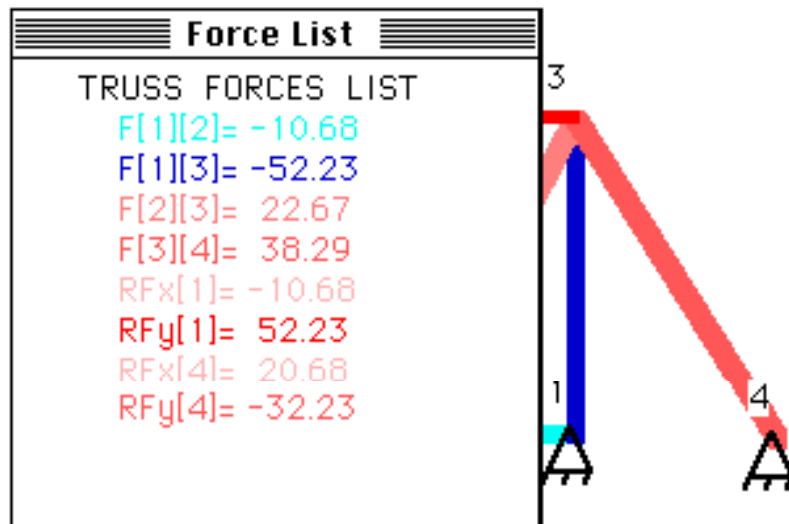 Force List
TRUSS FORCES LIST
F[1][2]= -10.68
F[1][3]= -52.23
F[2][3]= 22.67
F[3][4]= 38.29
RFx[1]= -10.68
RFy[1]= 52.23
RFx[4]= 20.68
RFy[4]= -32.23
3
1
4